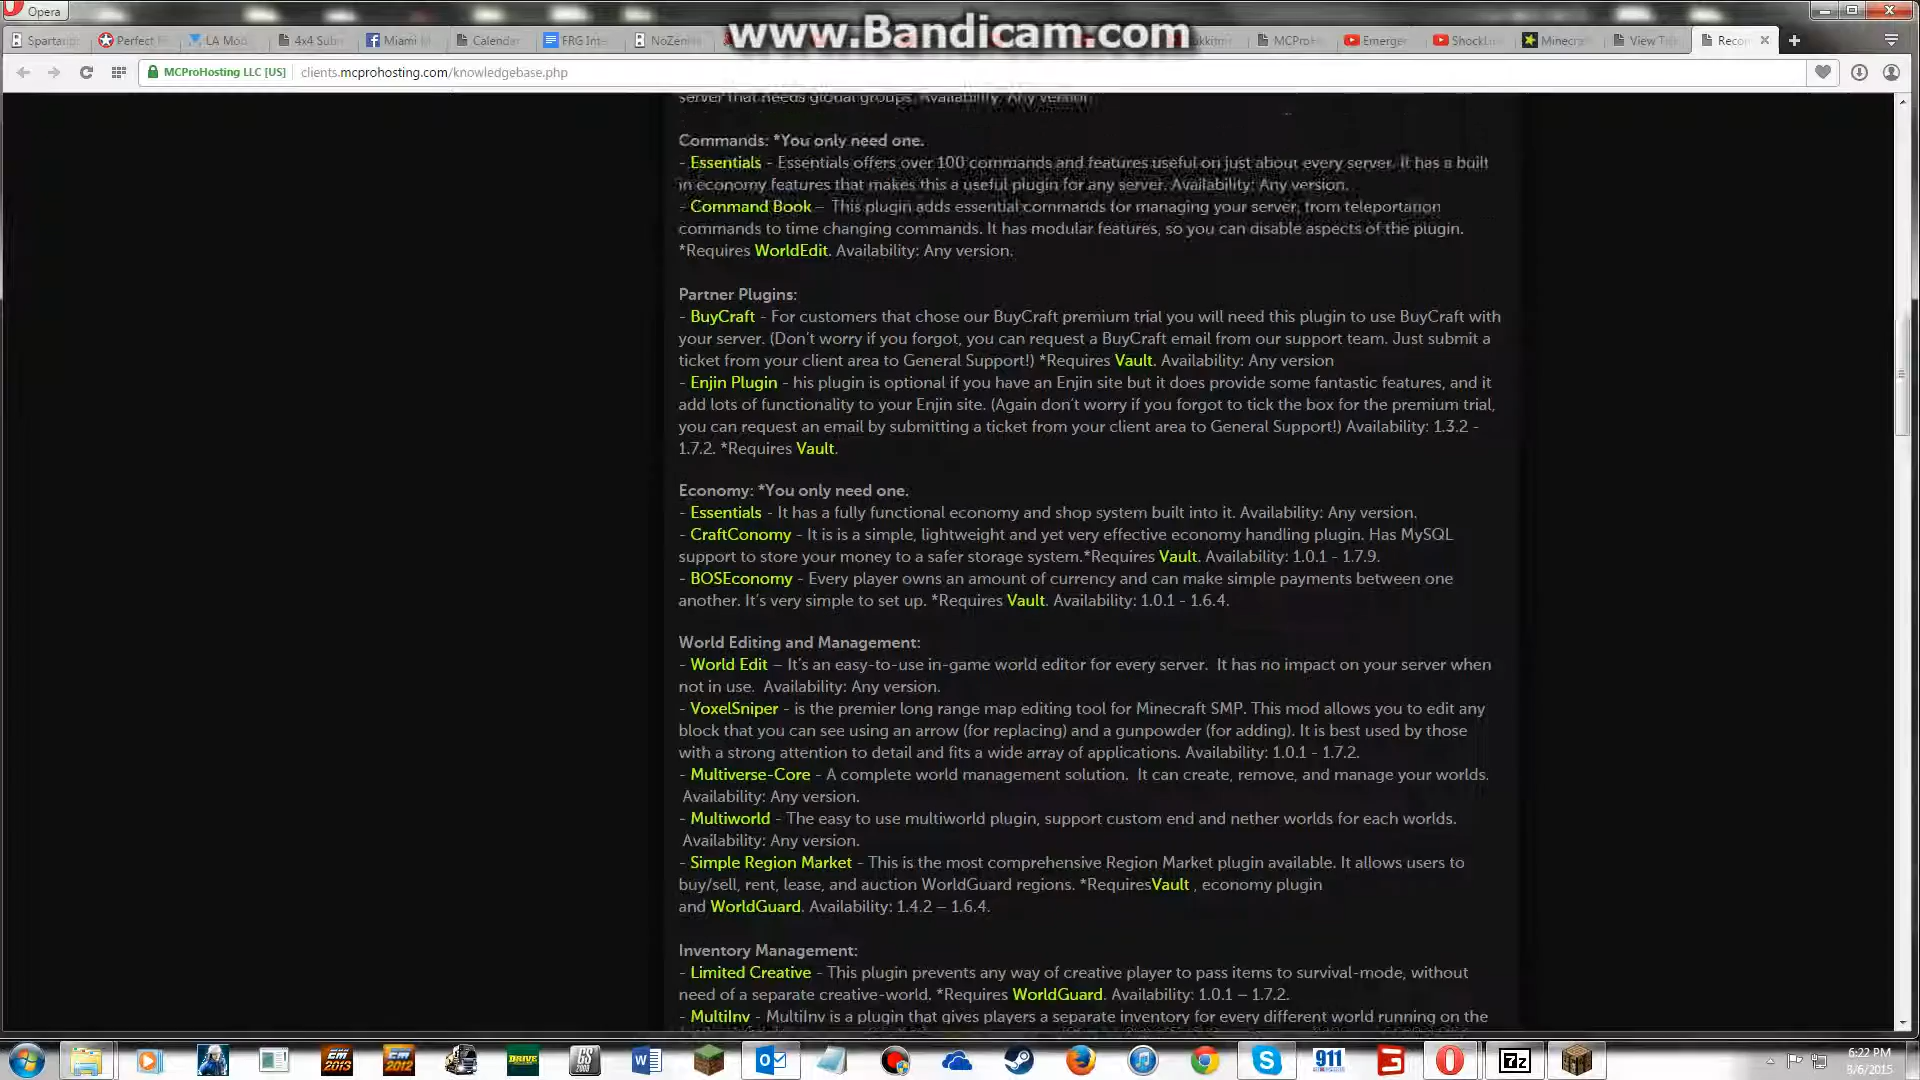 Opera
www.Bandicam.com
Spartau
Perfect
LA Mod
4x4 Sub
Miami
Calenda
FRG Inte
NoZen
ukkit
MCProH
Emerge
ShockL
Minecra
View Ti
Recon
MCProHosting LLC [US] clients.mcprohosting.com/knowledgebase.php
server that needs global groups. Availability: Any version
Commands: *You only need one.
- Essentials - Essentials offers over 100 commands and features useful on just about every server. It has a built
in economy features that makes this a useful plugin for any server. Availability: Any version.
- Command Book – This plugin adds essential commands for managing your server, from teleportation
commands to time changing commands. It has modular features, so you can disable aspects of the plugin.
*Requires WorldEdit. Availability: Any version.
Partner Plugins:
- BuyCraft - For customers that chose our BuyCraft premium trial you will need this plugin to use BuyCraft with
your server. (Don't worry if you forgot, you can request a BuyCraft email from our support team. Just submit a
ticket from your client area to General Support!) *Requires Vault. Availability: Any version
- Enjin Plugin - his plugin is optional if you have an Enjin site but it does provide some fantastic features, and it
add lots of functionality to your Enjin site. (Again don't worry if you forgot to tick the box for the premium trial,
you can request an email by submitting a ticket from your client area to General Support!) Availability: 1.3.2 -
1.7.2. *Requires Vault.
Economy: *You only need one.
- Essentials - It has a fully functional economy and shop system built into it. Availability: Any version.
- CraftConomy - It is is a simple, lightweight and yet very effective economy handling plugin. Has MySQL
support to store your money to a safer storage system.*Requires Vault. Availability: 1.0.1 - 1.7.9.
- BOSEconomy - Every player owns an amount of currency and can make simple payments between one
another. It's very simple to set up. *Requires Vault. Availability: 1.0.1 - 1.6.4.
World Editing and Management:
- World Edit – It's an easy-to-use in-game world editor for every server. It has no impact on your server when
not in use. Availability: Any version.
- VoxelSniper - is the premier long range map editing tool for Minecraft SMP. This mod allows you to edit any
block that you can see using an arrow (for replacing) and a gunpowder (for adding). It is best used by those
with a strong attention to detail and fits a wide array of applications. Availability: 1.0.1 - 1.7.2.
- Multiverse-Core - A complete world management solution. It can create, remove, and manage your worlds.
Availability: Any version.
- Multiworld - The easy to use multiworld plugin, support custom end and nether worlds for each worlds.
Availability: Any version.
- Simple Region Market - This is the most comprehensive Region Market plugin available. It allows users to
buy/sell, rent, lease, and auction WorldGuard regions. *RequiresVault , economy plugin
and WorldGuard. Availability: 1.4.2 – 1.6.4.
Inventory Management:
- Limited Creative - This plugin prevents any way of creative player to pass items to survival-mode, without
need of a separate creative-world. *Requires WorldGuard. Availability: 1.0.1 – 1.7.2.
- MultiInv - MultiInv is a plugin that gives players a separate inventory for every different world running on the
6:22 PM
8/6/2015